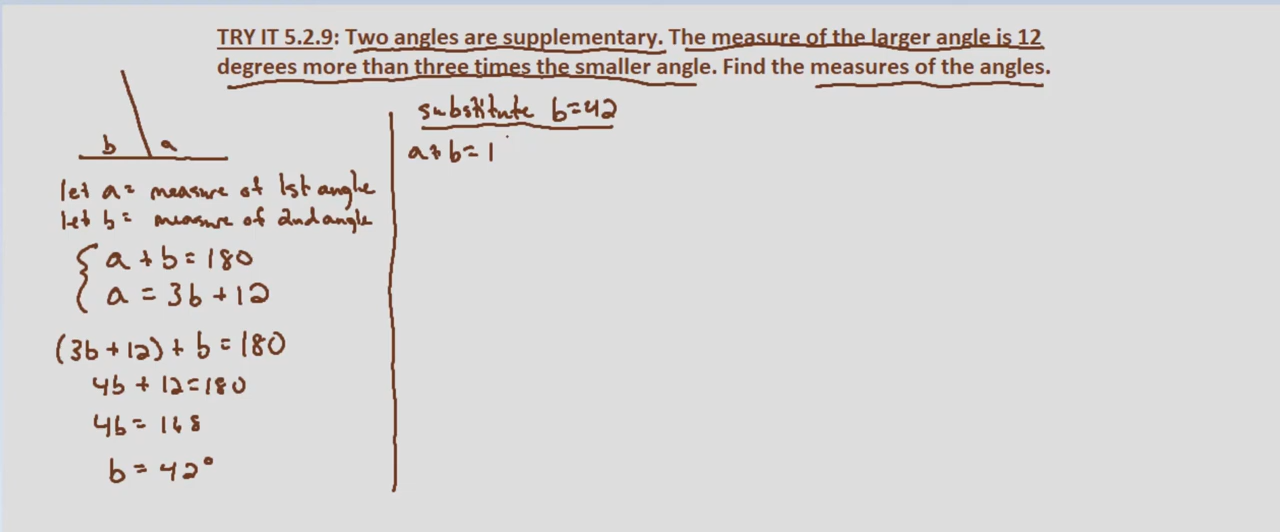 TRY IT 5.2.9: Two angles are supplementary. The measure of the larger angle is 12
degrees more than three times the smaller angle. Find the measures of the angles.
b a
let a = measure of 1st angle
let b = measure of 2nd angle
a + b = 180
a = 3b + 12
(3b + 12) + b = 180
4b + 12 = 180
4b = 168
b = 42°
substitute b = 42
a + b = 1